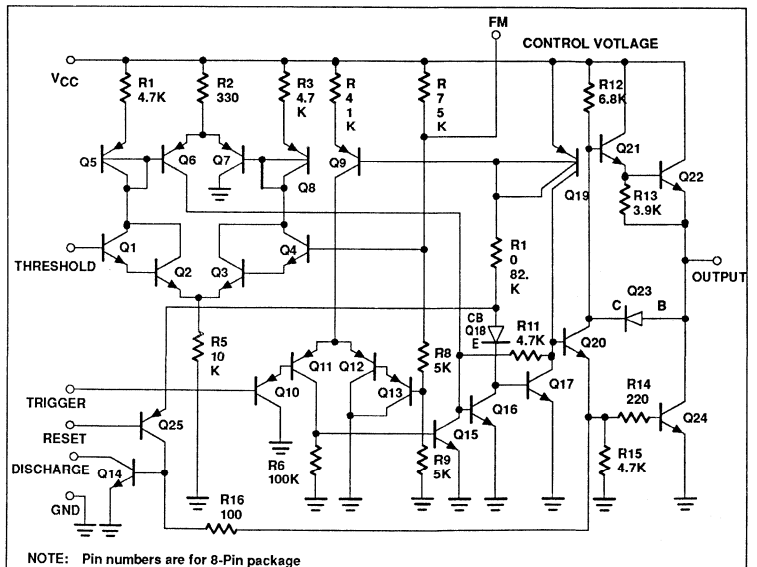 FM
CONTROL VOTLAGE
VCC
R1
4.7K
R2
330
R3
4.7
K
R
4
1
K
R
7
5
K
R12
6.8K
Q5
Q6
Q7
Q8
Q9
Q19
Q21
Q22
R13
3.9K
Q1
THRESHOLD
Q2
Q3
Q4
R1
0
82.
K
OUTPUT
Q23
C
B
CB
Q18
E
R11
4.7K
Q20
R5
10
K
Q11
Q12
R8
5K
TRIGGER
Q10
Q13
Q17
R14
220
Q16
Q24
RESET
Q25
Q15
DISCHARGE
Q14
R6
100K
R9
5K
R15
4.7K
GND
R16
100
NOTE: Pin numbers are for 8-Pin package